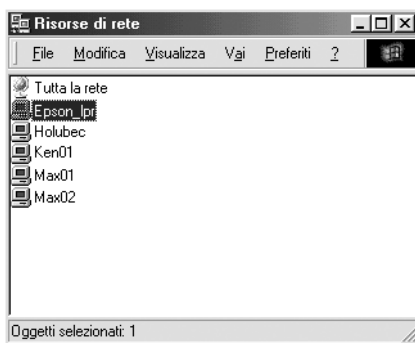 Risorse di rete
File Modifica Visualizza Vai Preferiti ?
Tutta la rete
Epson_lpr
Holubec
Ken01
Max01
Max02
Oggetti selezionati: 1